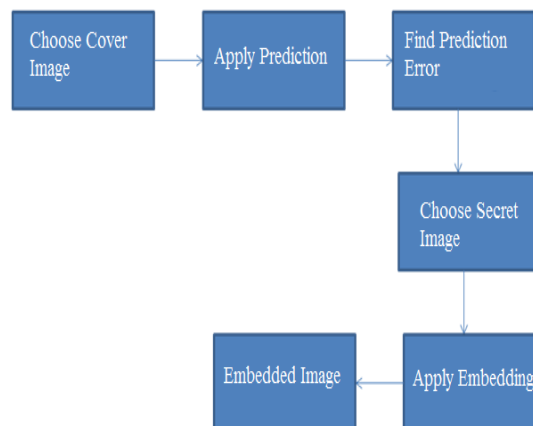 Choose Cover
Image
Apply Prediction
Find Prediction
Error
Choose Secret
Image
Apply Embedding
Embedded Image